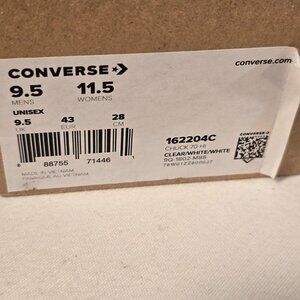 CONVERSE
converse.com
9.5 11.5
MENS WOMENS
UNISEX
9.5 43 28
UK EUR CM
162204C
CHUCK 70 HI
CLEAR/WHITE/WHITE
88755 71446
MADE IN VIETNAM
FABRIQUE AU VIETNAM